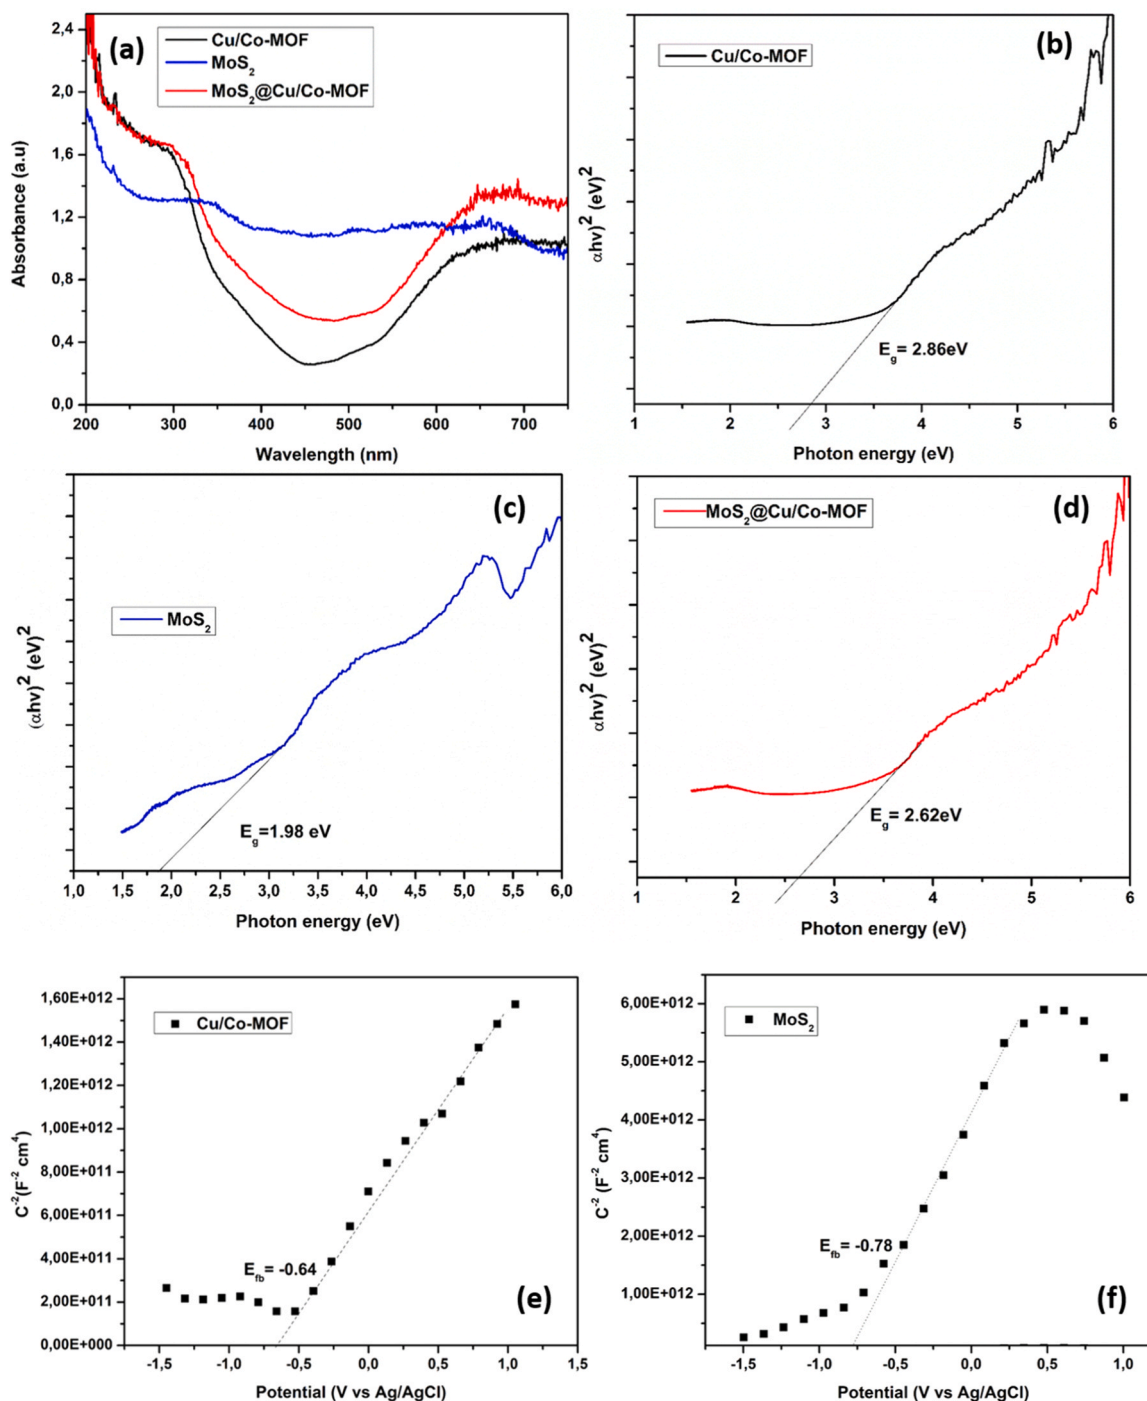 (a)
Cu/Co-MOF
MoS2
MoS2@Cu/Co-MOF
2,4
2,0
1,6
1,2
0,8
0,4
0,0
200 300 400 500 600 700
Absorbance (a.u)
Wavelength (nm)
(b)
Cu/Co-MOF
αhv)2 (eV)2
Eg= 2.86eV
1 2 3 4 5 6
Photon energy (eV)
(c)
MoS2
(αhv)2 (eV)2
Eg=1.98 eV
1,0 1,5 2,0 2,5 3,0 3,5 4,0 4,5 5,0 5,5 6,0
Photon energy (eV)
(d)
MoS2@Cu/Co-MOF
αhv)2 (eV)2
Eg= 2.62eV
1 2 3 4 5 6
Photon energy (eV)
Cu/Co-MOF
1,60E+012
1,40E+012
1,20E+012
1,00E+012
8,00E+011
6,00E+011
4,00E+011
2,00E+011
0,00E+000
C-2(F-2 cm4)
Efb= -0.64
(e)
-1,5 -1,0 -0,5 0,0 0,5 1,0 1,5
Potential (V vs Ag/AgCl)
MoS2
6,00E+012
5,00E+012
4,00E+012
3,00E+012
2,00E+012
1,00E+012
C-2 (F-2 cm4)
Efb= -0.78
(f)
-1,5 -1,0 -0,5 0,0 0,5 1,0
Potential (V vs Ag/AgCl)